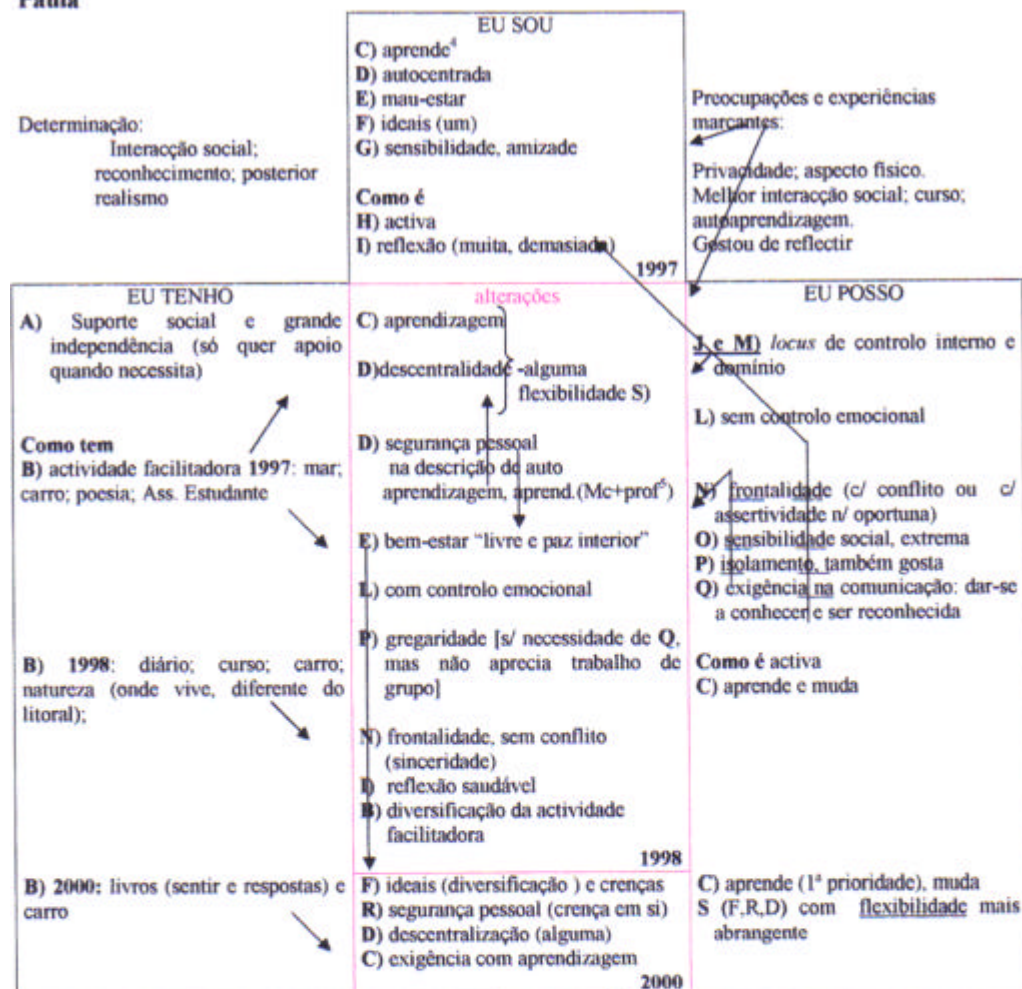 Paula
EU SOU
C) aprende⁴
D) autocentrada
E) mau-estar
F) ideais (um)
G) sensibilidade, amizade
Como é
H) activa
I) reflexão (muita, demasiada)
1997
Determinação:
Interacção social;
reconhecimento; posterior
realismo
Preocupações e experiências
marcantes:
Privacidade; aspecto físico.
Melhor interacção social; curso;
autoaprendizagem.
Gostou de reflectir
EU TENHO
A) Suporte social e grande
independência (só quer apoio
quando necessita)
Como tem
B) actividade facilitadora 1997: mar;
carro; poesia; Ass. Estudante
B) 1998: diário; curso; carro;
natureza (onde vive, diferente do
litoral);
B) 2000: livros (sentir e respostas) e
carro
alterações
C) aprendizagem
D)descentralidade -alguma
flexibilidade S)
D) segurança pessoal
na descrição de auto
aprendizagem, aprend.(Mc+prof⁵)
E) bem-estar “livre e paz interior”
L) com controlo emocional
P) gregaridade [s/ necessidade de Q,
mas não aprecia trabalho de
grupo]
N) frontalidade, sem conflito
(sinceridade)
I) reflexão saudável
B) diversificação da actividade
facilitadora
1998
F) ideais (diversificação ) e crenças
R) segurança pessoal (crença em si)
D) descentralização (alguma)
C) exigência com aprendizagem
2000
EU POSSO
J e M) locus de controlo interno e
domínio
L) sem controlo emocional
N) frontalidade (c/ conflito ou c/
assertividade n/ oportuna)
O) sensibilidade social, extrema
P) isolamento, também gosta
Q) exigência na comunicação: dar-se
a conhecer e ser reconhecida
Como é activa
C) aprende e muda
C) aprende (1ª prioridade), muda
S (F,R,D) com flexibilidade mais
abrangente